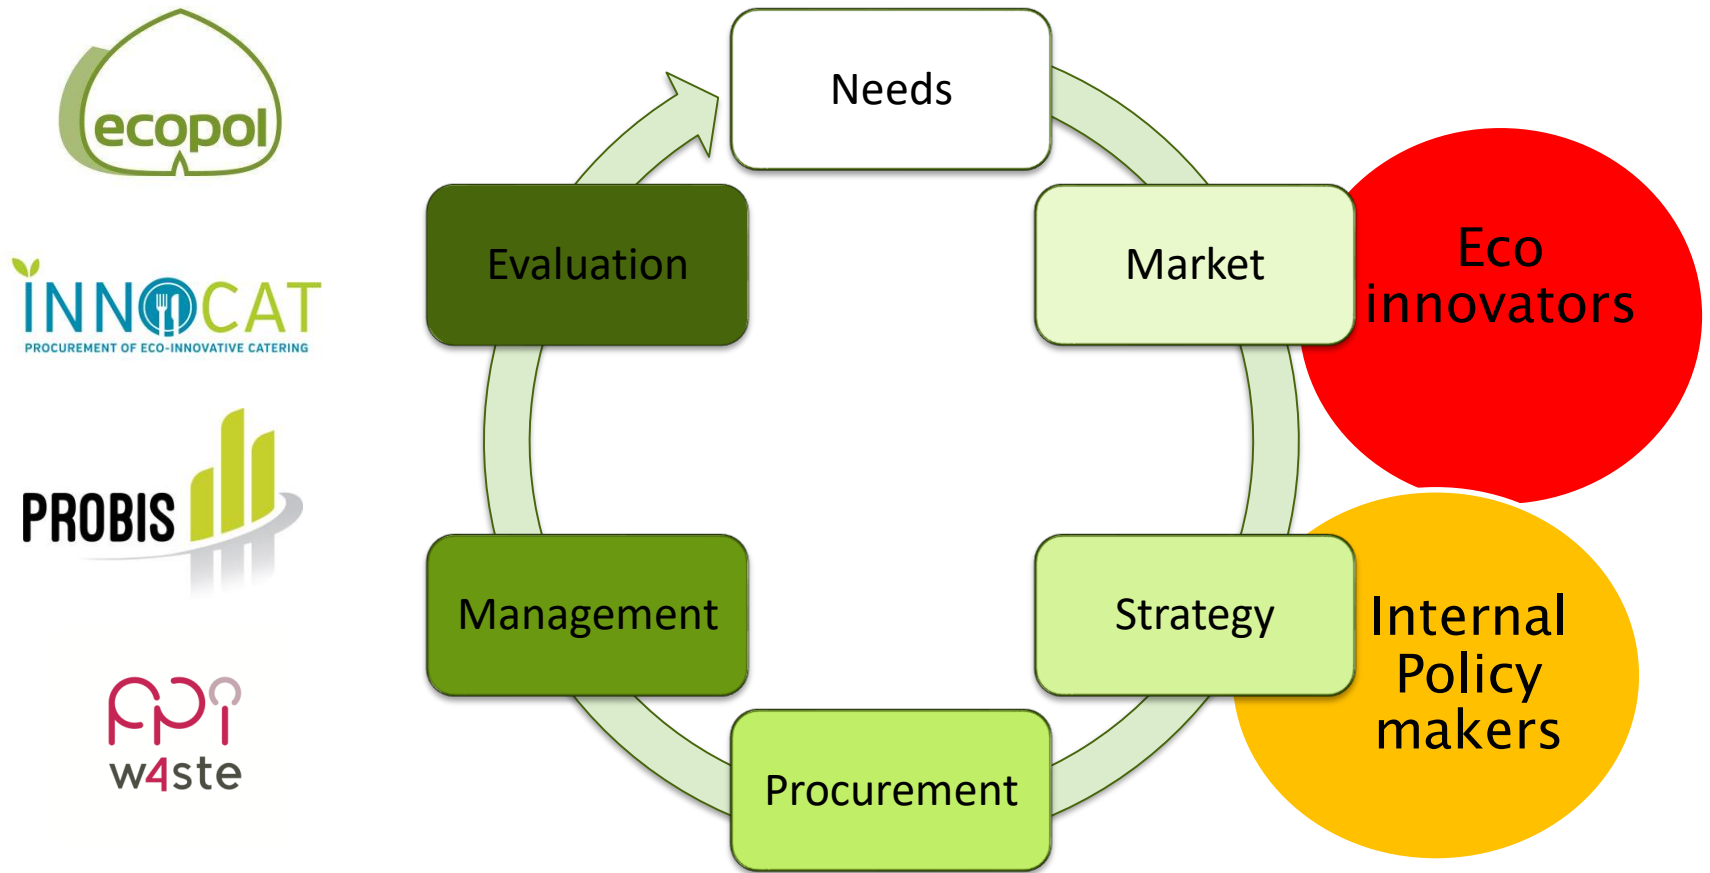 ecopol
INNOCAT
PROCUREMENT OF ECO-INNOVATIVE CATERING
PROBIS
ppi
w4ste
Needs
Market
Eco
innovators
Strategy
Internal
Policy
makers
Procurement
Management
Evaluation